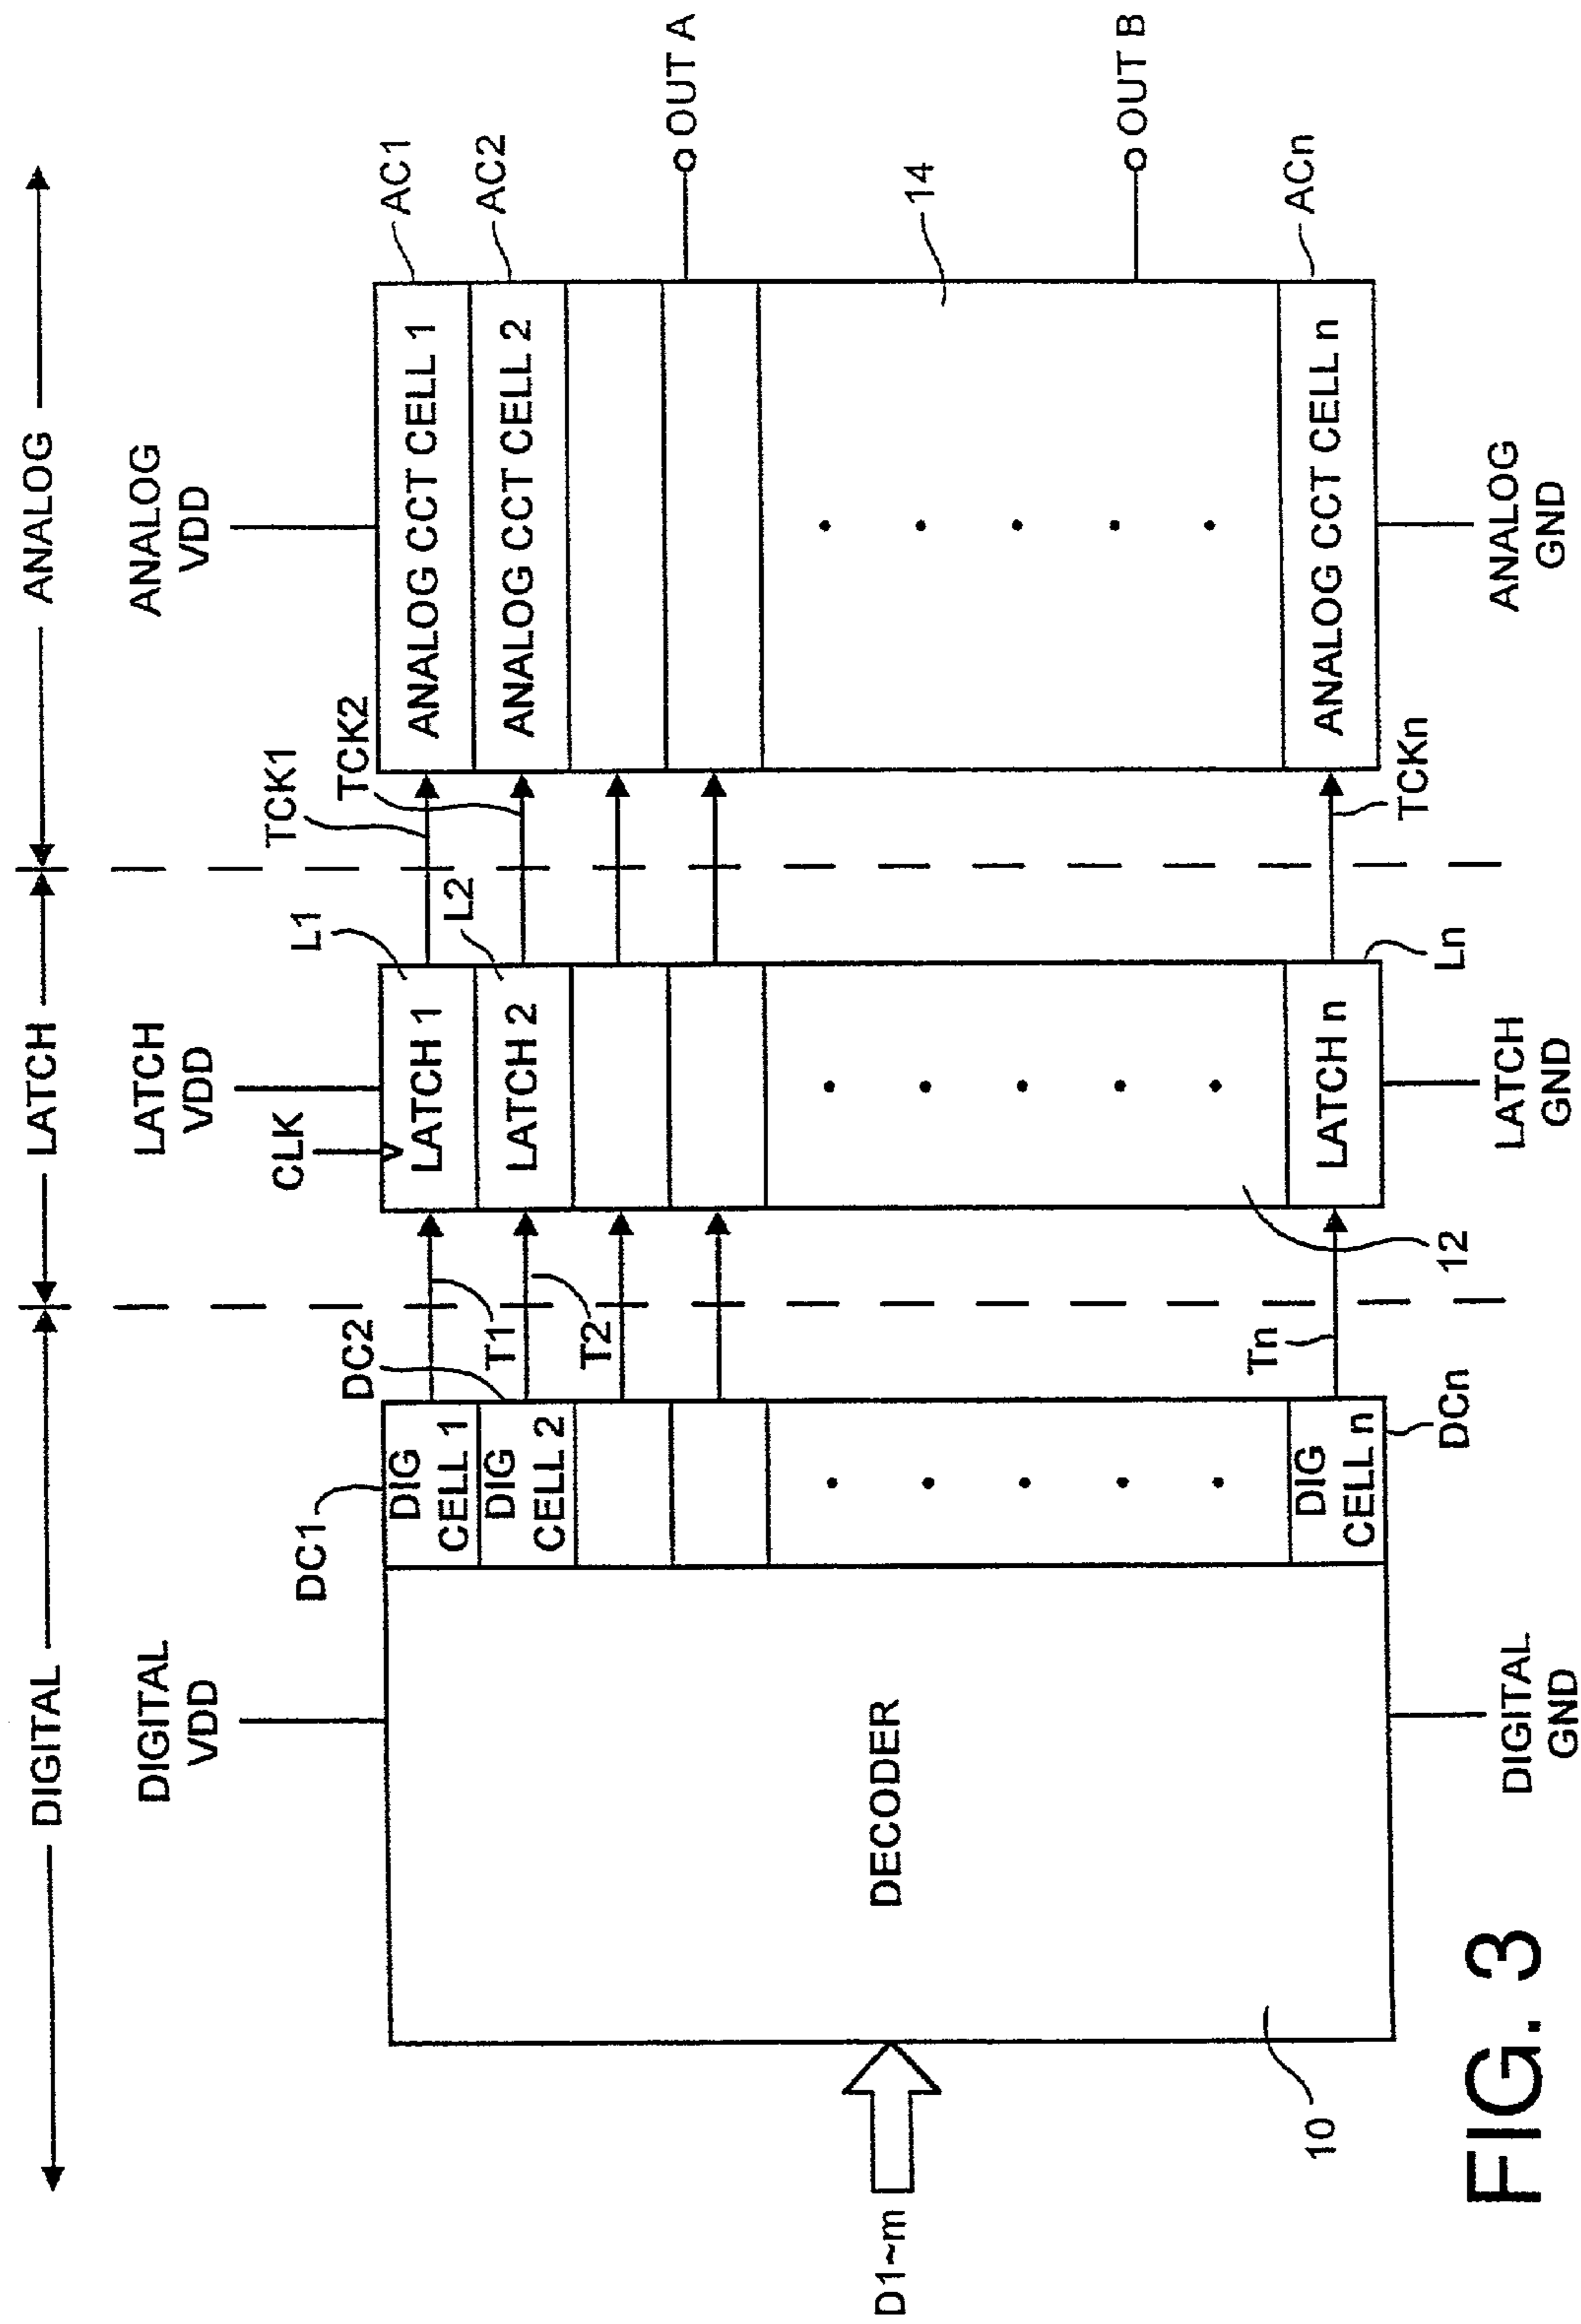 DIGITAL
LATCH
ANALOG
DIGITAL
VDD
LATCH
VDD
ANALOG
VDD
CLK
DC1
DC2
T1
T2
L1
L2
TCK1
TCK2
AC1
AC2
DIG
CELL 1
DIG
CELL 2
LATCH 1
LATCH 2
ANALOG CCT CELL 1
ANALOG CCT CELL 2
OUT A
D1~m
DECODER
14
OUT B
Tn
DIG
CELL n
LATCH n
ANALOG CCT CELL n
ACn
10
DCn
12
Ln
TCKn
DIGITAL
GND
LATCH
GND
ANALOG
GND
FIG. 3